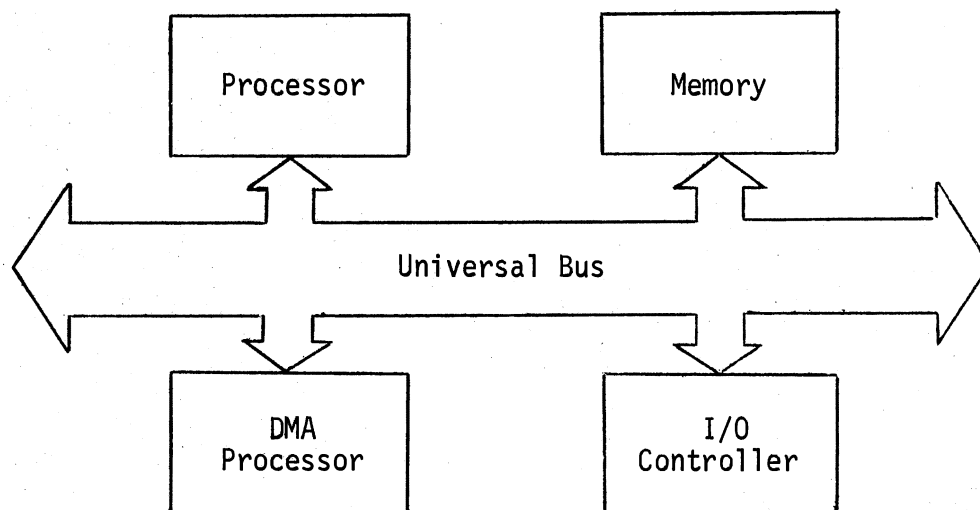 Processor
Memory
Universal Bus
DMA
Processor
I/O
Controller